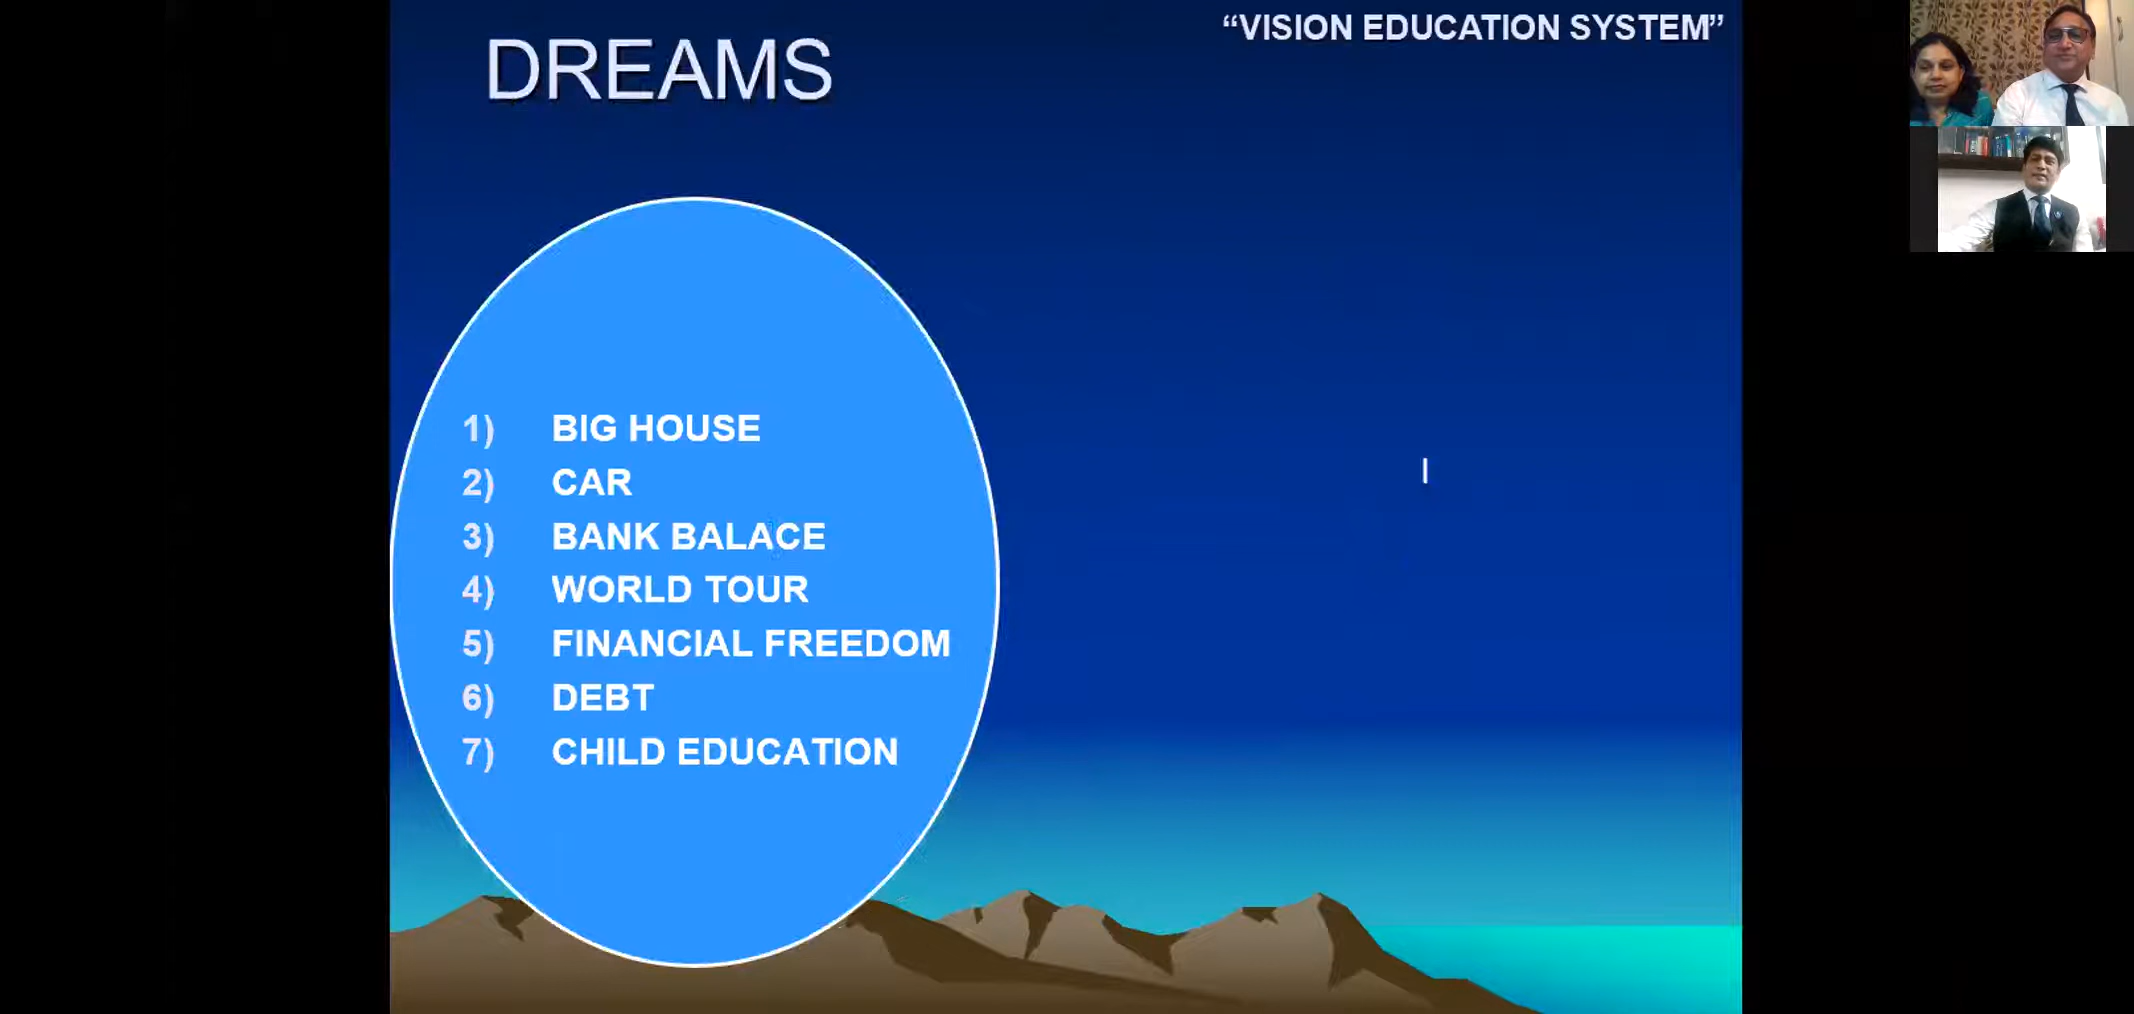 “VISION EDUCATION SYSTEM”
DREAMS
1) BIG HOUSE
2) CAR
3) BANK BALACE
4) WORLD TOUR
5) FINANCIAL FREEDOM
6) DEBT
7) CHILD EDUCATION